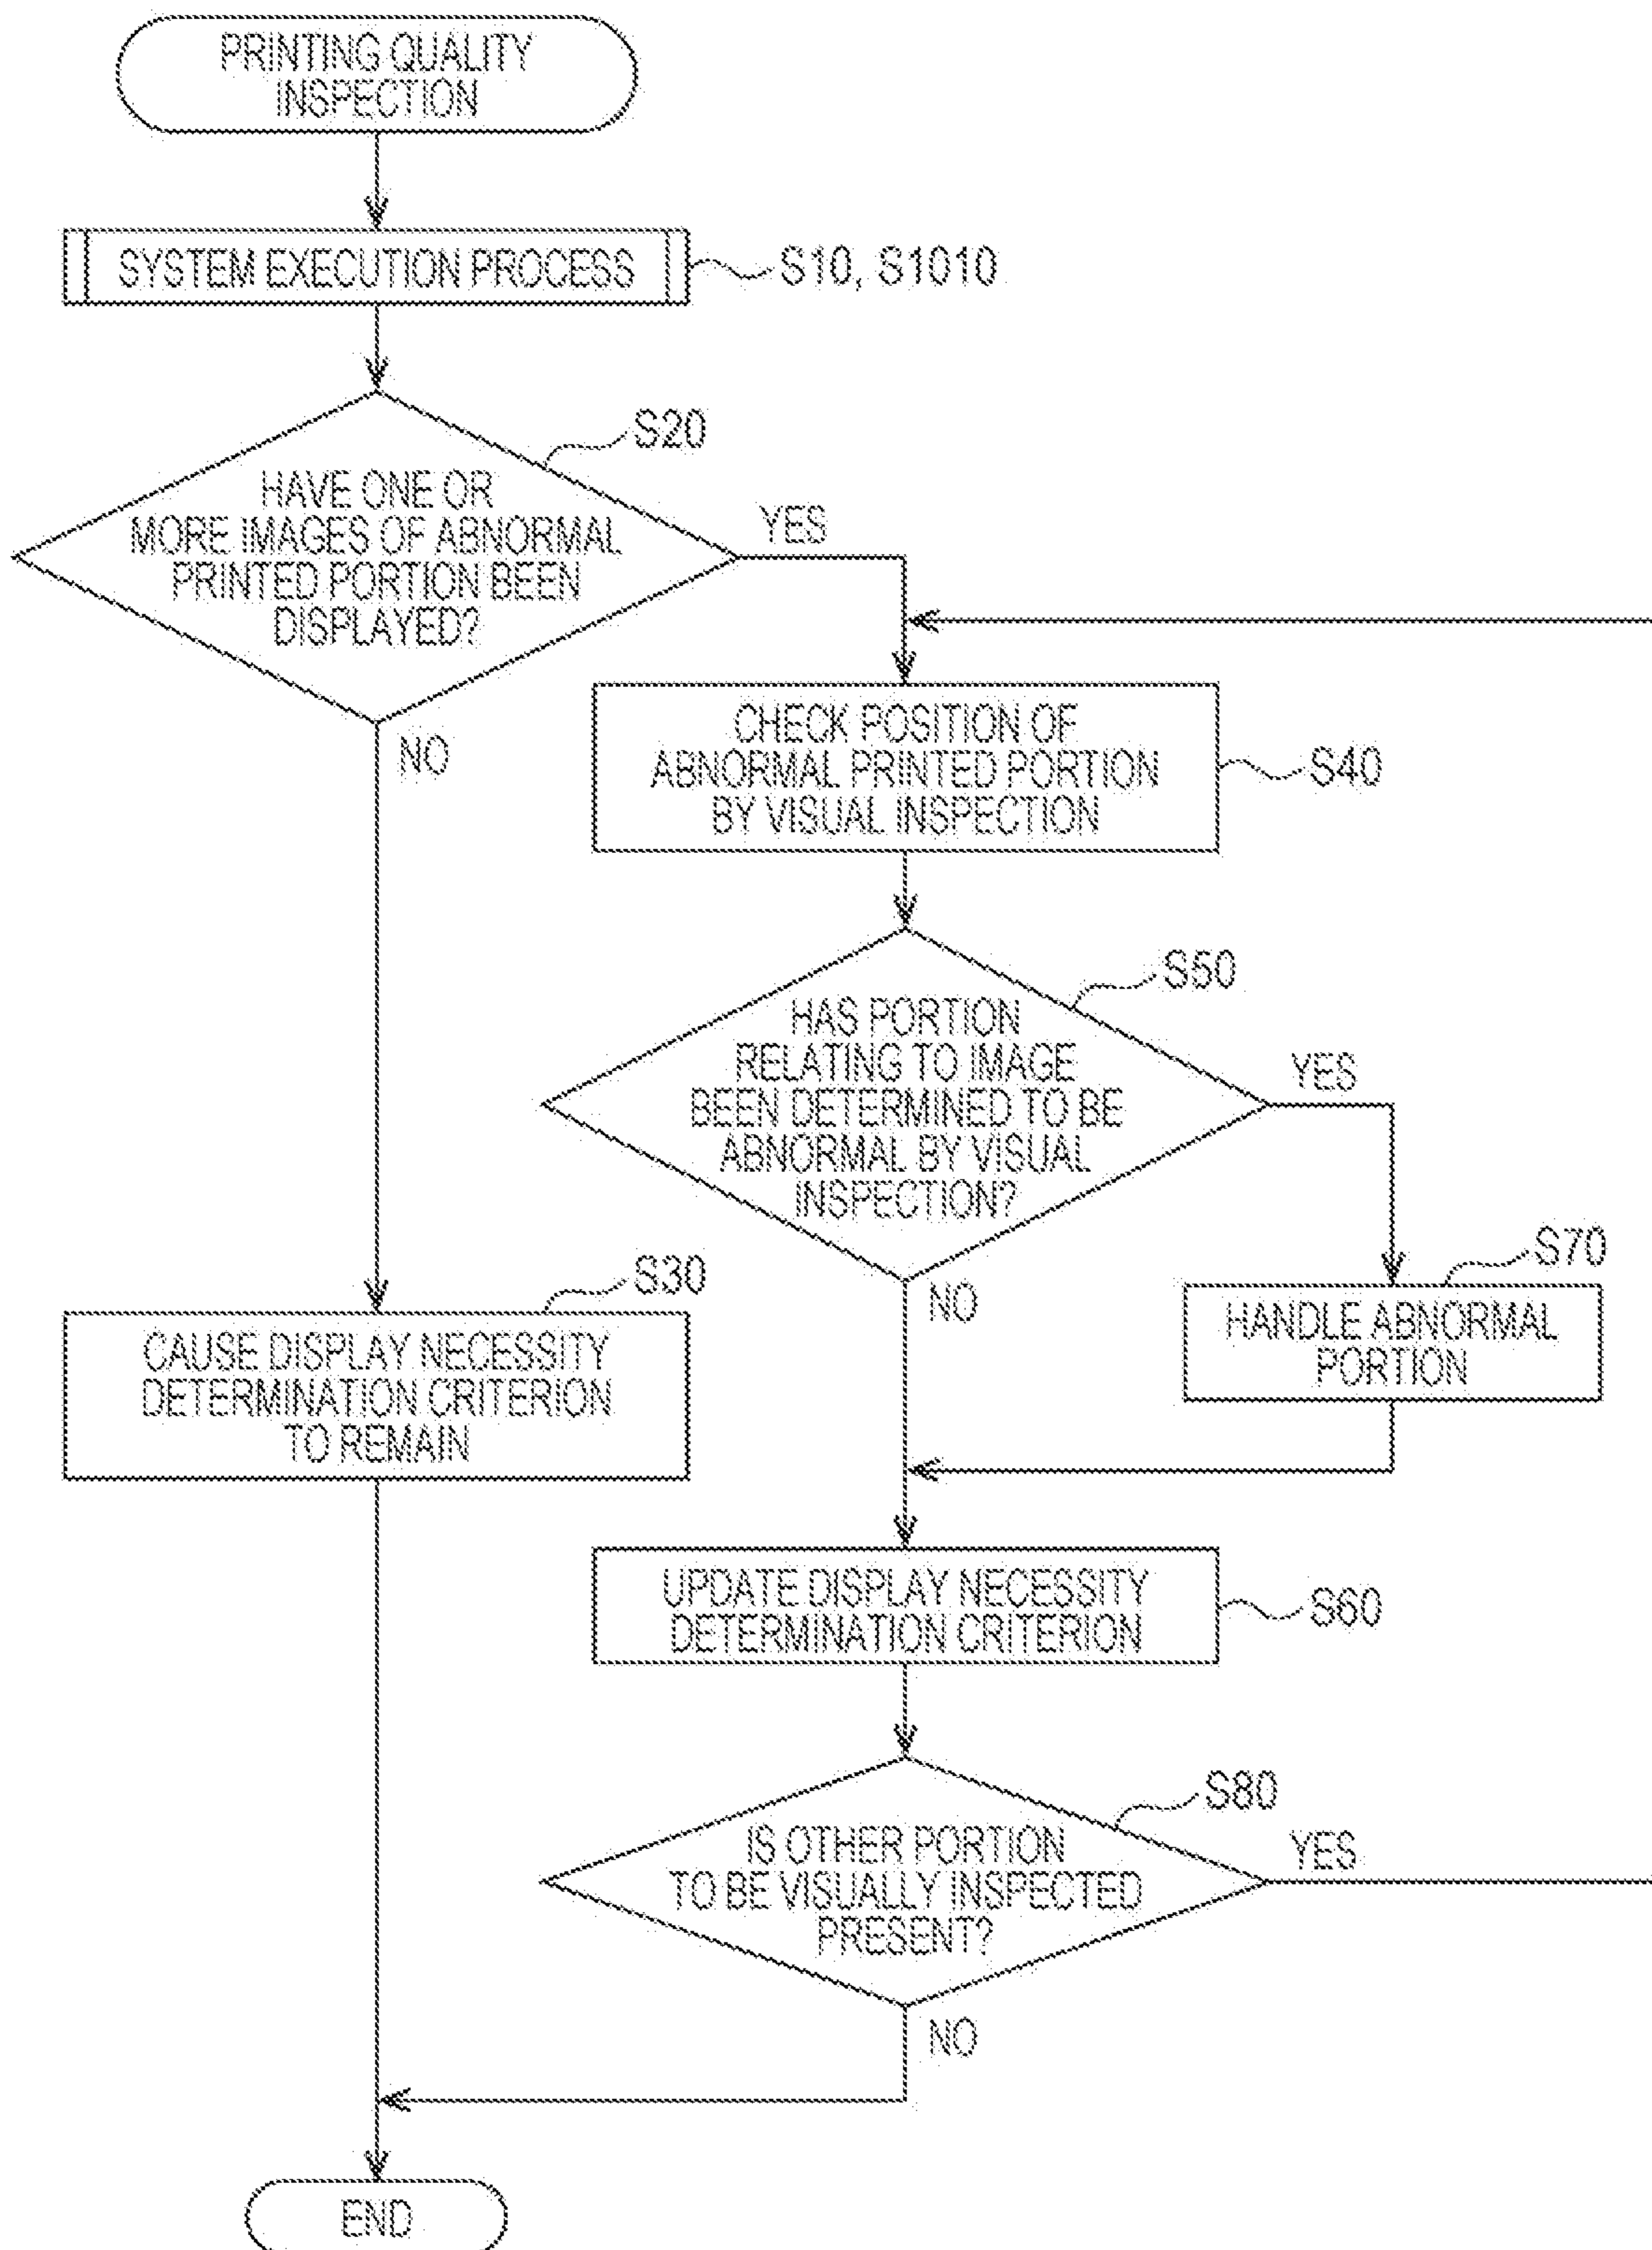 PRINTING QUALITY
INSPECTION
SYSTEM EXECUTION PROCESS
S10, S1010
S20
HAVE ONE OR
MORE IMAGES OF ABNORMAL
PRINTED PORTION BEEN
DISPLAYED?
YES
NO
CHECK POSITION OF
ABNORMAL PRINTED PORTION
BY VISUAL INSPECTION
S40
S50
HAS PORTION
RELATING TO IMAGE
BEEN DETERMINED TO BE
ABNORMAL BY VISUAL
INSPECTION?
YES
NO
S70
HANDLE ABNORMAL
PORTION
S30
CAUSE DISPLAY NECESSITY
DETERMINATION CRITERION
TO REMAIN
UPDATE DISPLAY NECESSITY
DETERMINATION CRITERION
S60
S80
IS OTHER PORTION
TO BE VISUALLY INSPECTED
PRESENT?
YES
NO
END